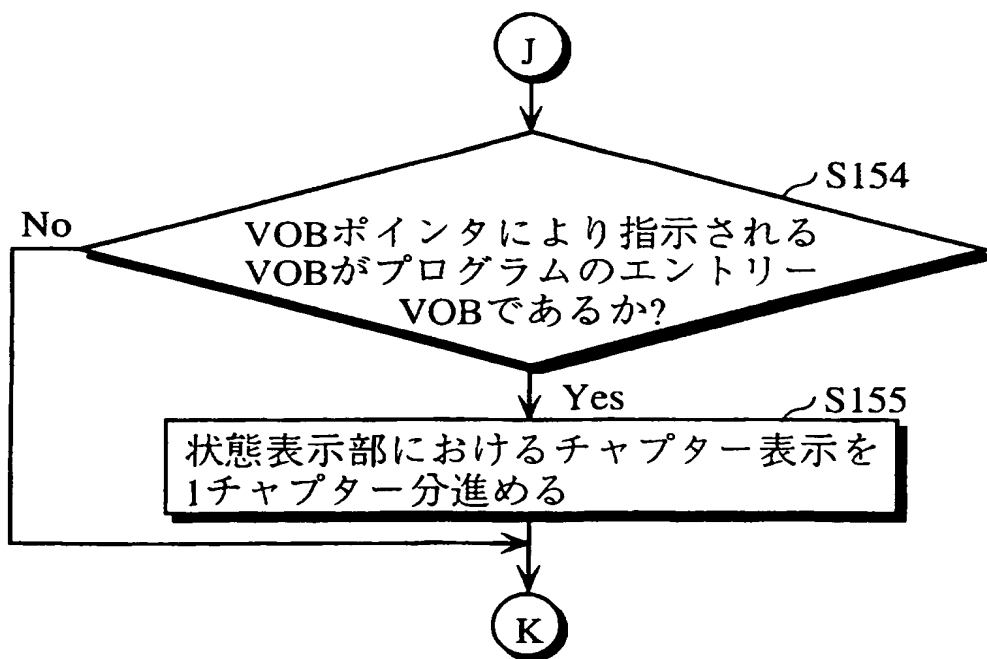 J
S154
No
VOBポインタにより指示される
VOBがプログラムのエントリー
VOBであるか?
Yes
S155
状態表示部におけるチャプター表示を
1チャプター分進める
K